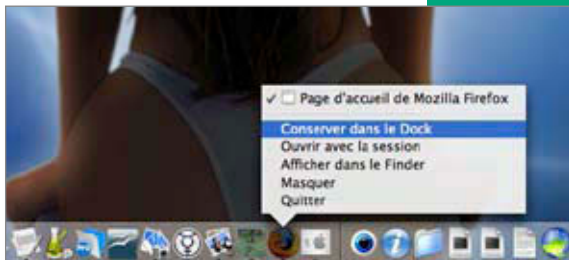 ✓ Page d'accueil de Mozilla Firefox
Conserver dans le Dock
Ouvrir avec la session
Afficher dans le Finder
Masquer
Quitter